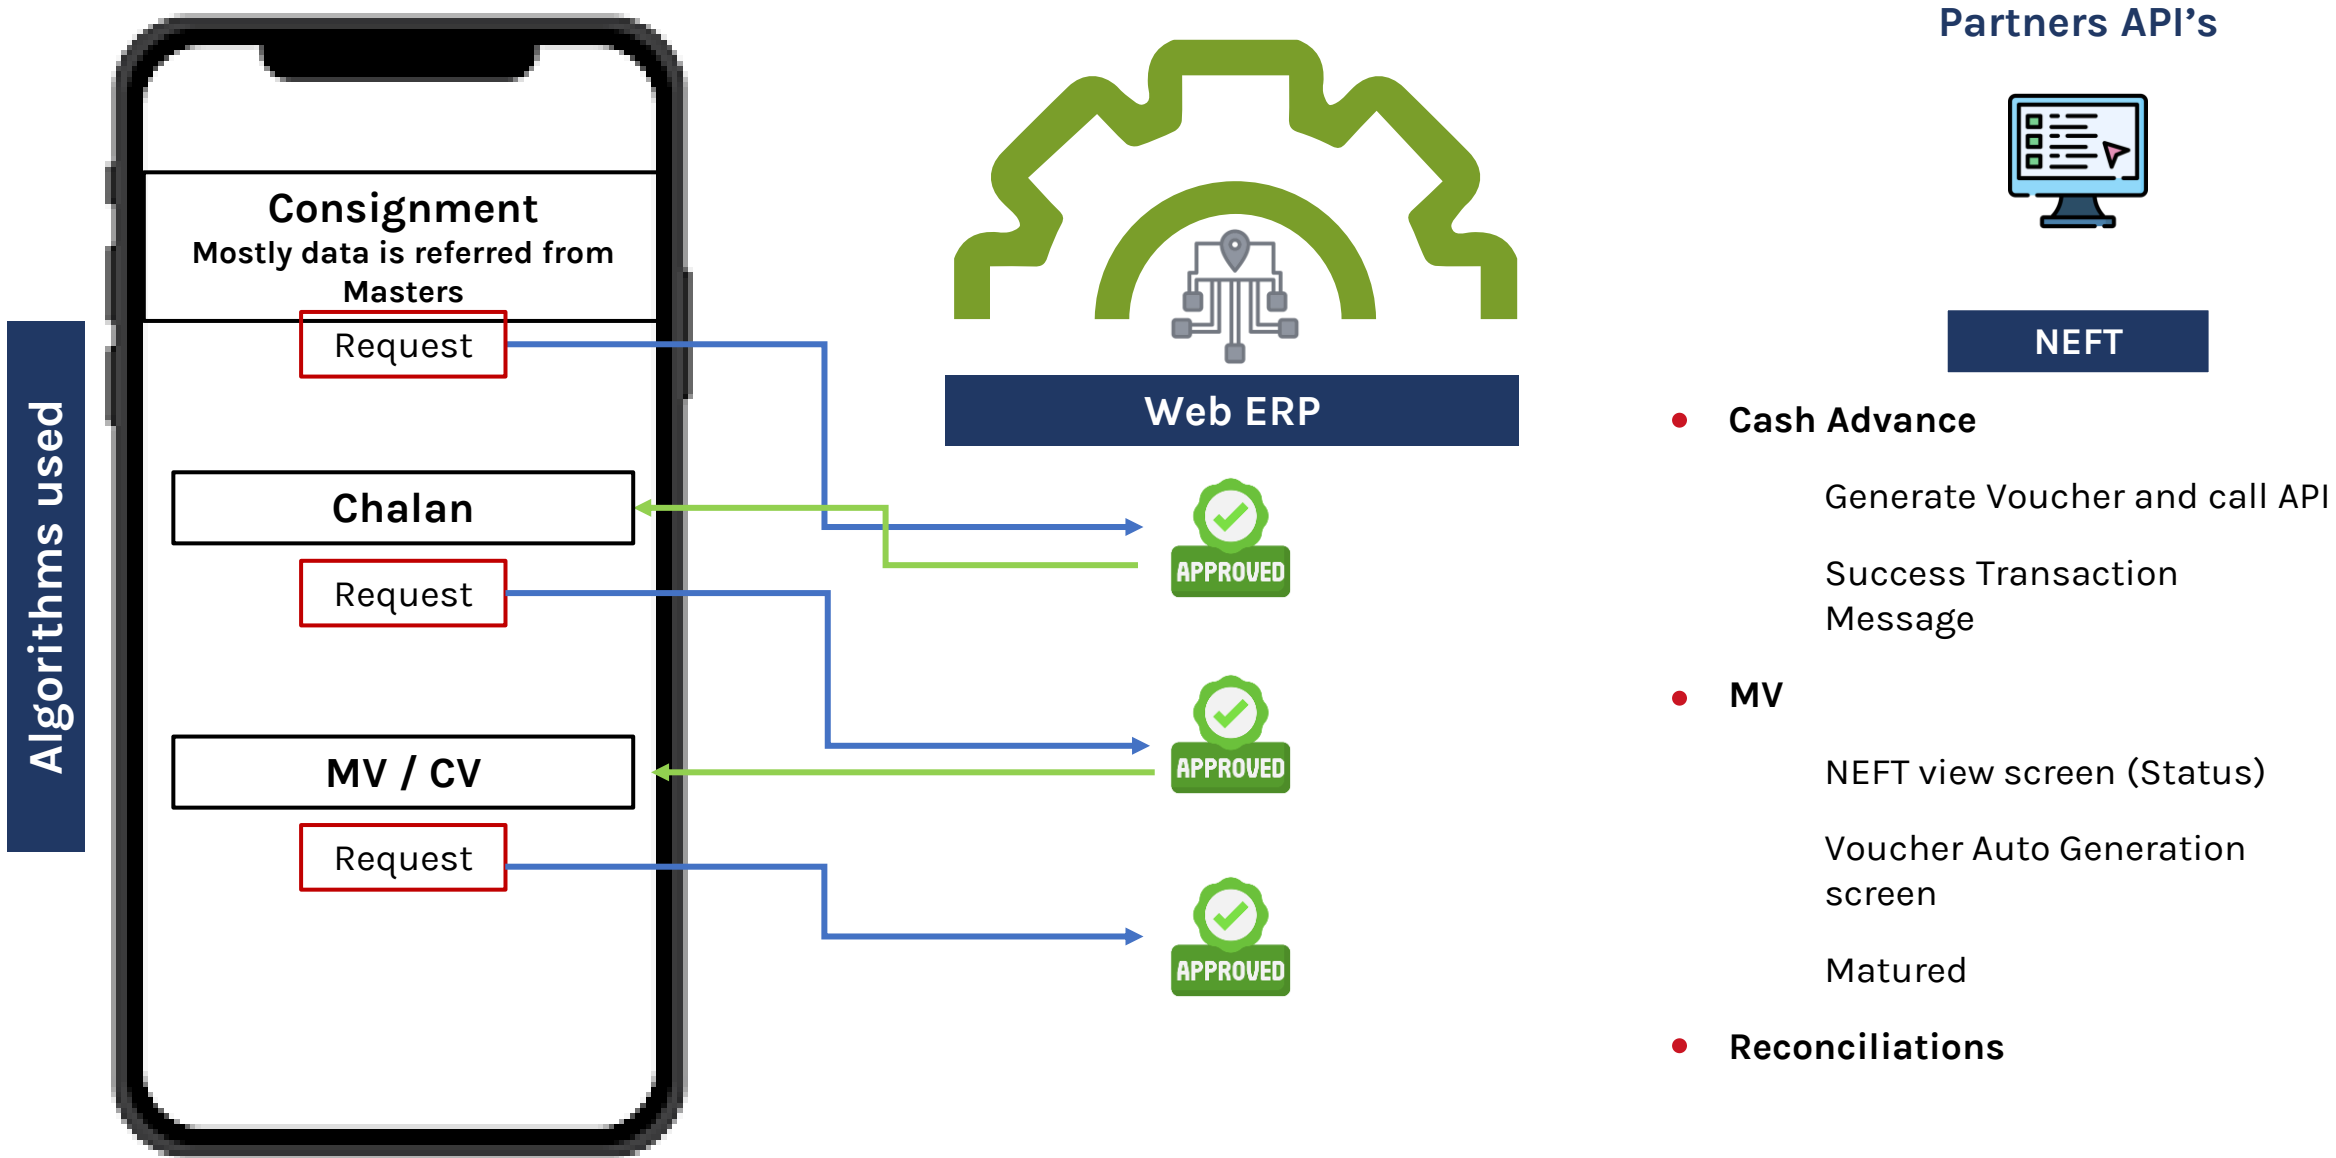 Algorithms used
Consignment
Mostly data is referred from
Masters
Request
Chalan
Request
MV / CV
Request
Web ERP
APPROVED
APPROVED
APPROVED
Partners API’s
NEFT
Cash Advance
Generate Voucher and call API
Success Transaction
Message
MV
NEFT view screen (Status)
Voucher Auto Generation
screen
Matured
Reconciliations